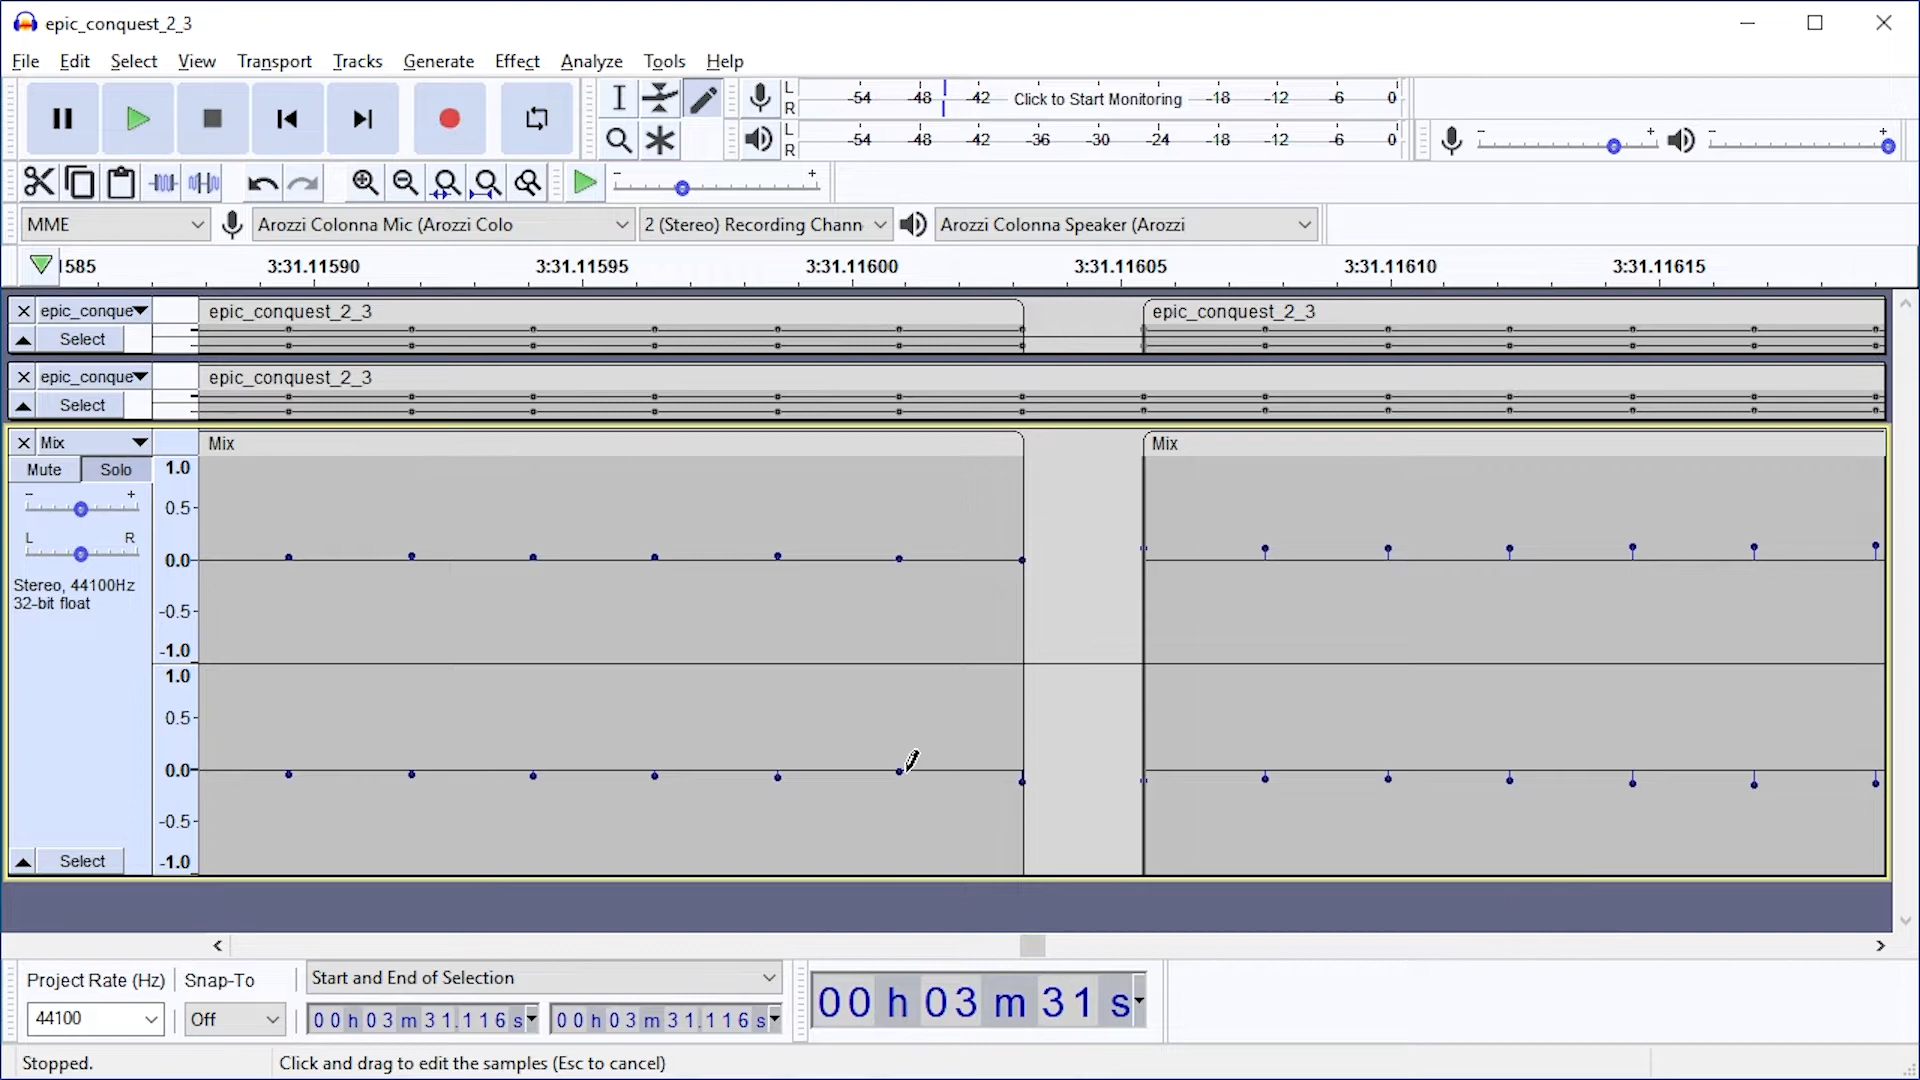 epic_conquest_2_3
File Edit Select View Transport Tracks Generate Effect Analyze Tools Help
L
R
-54 -48 -42 Click to Start Monitoring -18 -12 -6 0
L
R
-54 -48 -42 -36 -30 -24 -18 -12 -6 0
- +
- +
- +
MME
Arozzi Colonna Mic (Arozzi Colo
2 (Stereo) Recording Chann
Arozzi Colonna Speaker (Arozzi
585 3:31.11590 3:31.11595 3:31.11600 3:31.11605 3:31.11610 3:31.11615
epic_conque epic_conquest_2_3 epic_conquest_2_3
Select
epic_conque epic_conquest_2_3
Select
Mix Mix Mix
Mute Solo
- +
L R
Stereo, 44100Hz
32-bit float
1.0
0.5
0.0
-0.5
-1.0
1.0
0.5
0.0
-0.5
-1.0
Select
Project Rate (Hz) Snap-To Start and End of Selection
44100 Off 00 h 03 m 31.116 s 00 h 03 m 31.116 s
00 h 03 m 31 s
Stopped. Click and drag to edit the samples (Esc to cancel)